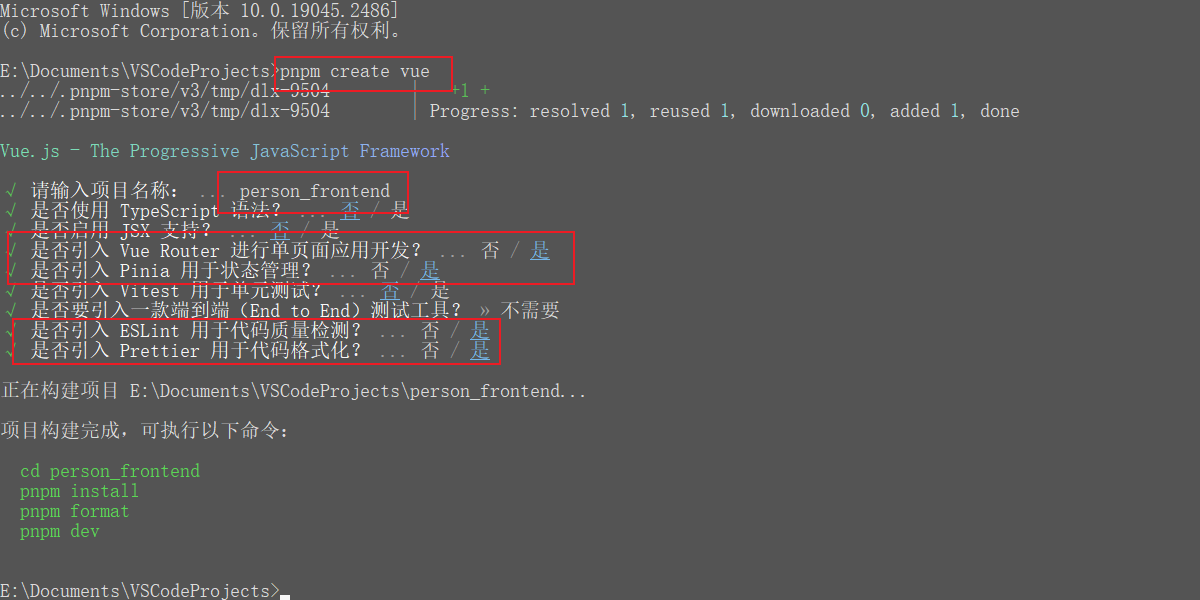 Microsoft Windows [版本 10.0.19045.2486]
(c) Microsoft Corporation。保留所有权利。
E:\Documents\VSCodeProjects>pnpm create vue
../../.pnpm-store/v3/tmp/dlx-9504 | +1 +
../../.pnpm-store/v3/tmp/dlx-9504 | Progress: resolved 1, reused 1, downloaded 0, added 1, done
Vue.js - The Progressive JavaScript Framework
√ 请输入项目名称： ... person_frontend
√ 是否使用 TypeScript 语法？ ... 否 / 是
√ 是否启用 JSX 支持？ ... 否 / 是
√ 是否引入 Vue Router 进行单页面应用开发？ ... 否 / 是
√ 是否引入 Pinia 用于状态管理？ ... 否 / 是
√ 是否引入 Vitest 用于单元测试？ ... 否 / 是
√ 是否要引入一款端到端（End to End）测试工具？ » 不需要
√ 是否引入 ESLint 用于代码质量检测？ ... 否 / 是
√ 是否引入 Prettier 用于代码格式化？ ... 否 / 是
正在构建项目 E:\Documents\VSCodeProjects\person_frontend...
项目构建完成，可执行以下命令：
cd person_frontend
pnpm install
pnpm format
pnpm dev
E:\Documents\VSCodeProjects>